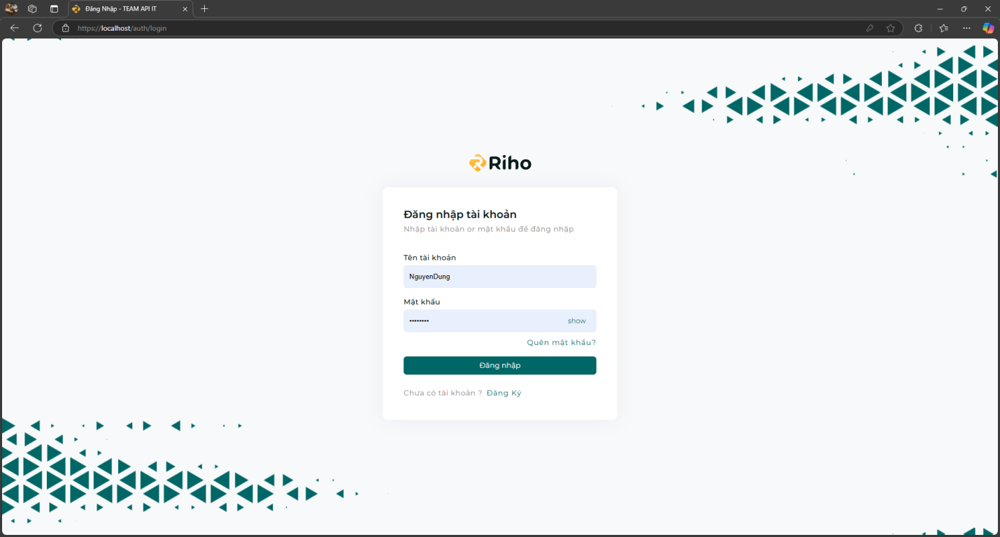 Đăng Nhập - TEAM API IT
https://localhost/auth/login
Riho
Đăng nhập tài khoản
Nhập tài khoản or mật khẩu để đăng nhập
Tên tài khoản
NguyenDung
Mật khẩu
•••••••• show
Quên mật khẩu?
Đăng nhập
Chưa có tài khoản ? Đăng Ký